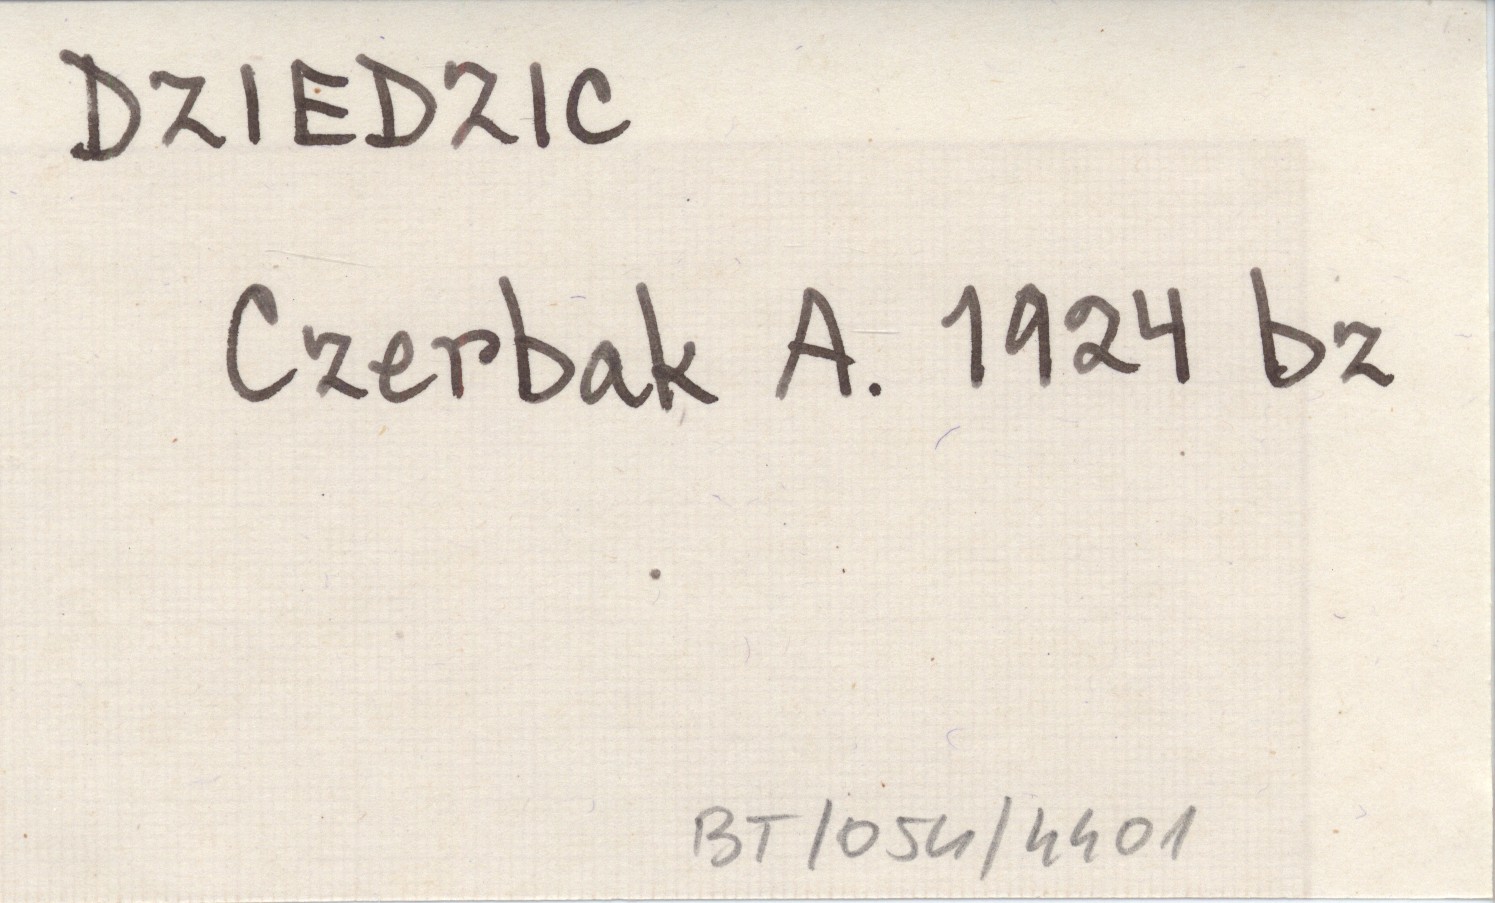 DZIEDZIC
Czerbak A. 1924 bz
BT/054/4401